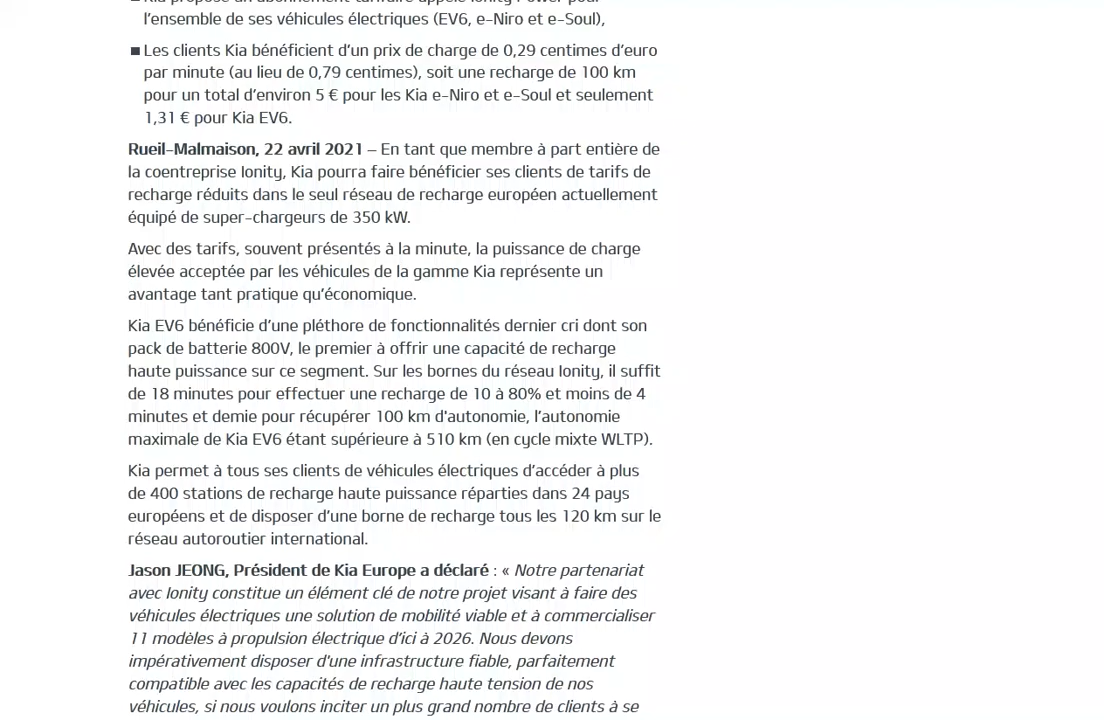 l'ensemble de ses véhicules électriques (EV6, e-Niro et e-Soul),
■ Les clients Kia bénéficient d'un prix de charge de 0,29 centimes d'euro
par minute (au lieu de 0,79 centimes), soit une recharge de 100 km
pour un total d'environ 5 € pour les Kia e-Niro et e-Soul et seulement
1,31 € pour Kia EV6.
Rueil-Malmaison, 22 avril 2021 – En tant que membre à part entière de
la coentreprise Ionity, Kia pourra faire bénéficier ses clients de tarifs de
recharge réduits dans le seul réseau de recharge européen actuellement
équipé de super-chargeurs de 350 kW.
Avec des tarifs, souvent présentés à la minute, la puissance de charge
élevée acceptée par les véhicules de la gamme Kia représente un
avantage tant pratique qu'économique.
Kia EV6 bénéficie d'une pléthore de fonctionnalités dernier cri dont son
pack de batterie 800V, le premier à offrir une capacité de recharge
haute puissance sur ce segment. Sur les bornes du réseau Ionity, il suffit
de 18 minutes pour effectuer une recharge de 10 à 80% et moins de 4
minutes et demie pour récupérer 100 km d'autonomie, l'autonomie
maximale de Kia EV6 étant supérieure à 510 km (en cycle mixte WLTP).
Kia permet à tous ses clients de véhicules électriques d'accéder à plus
de 400 stations de recharge haute puissance réparties dans 24 pays
européens et de disposer d'une borne de recharge tous les 120 km sur le
réseau autoroutier international.
Jason JEONG, Président de Kia Europe a déclaré : « Notre partenariat
avec Ionity constitue un élément clé de notre projet visant à faire des
véhicules électriques une solution de mobilité viable et à commercialiser
11 modèles à propulsion électrique d'ici à 2026. Nous devons
impérativement disposer d'une infrastructure fiable, parfaitement
compatible avec les capacités de recharge haute tension de nos
véhicules, si nous voulons inciter un plus grand nombre de clients à se